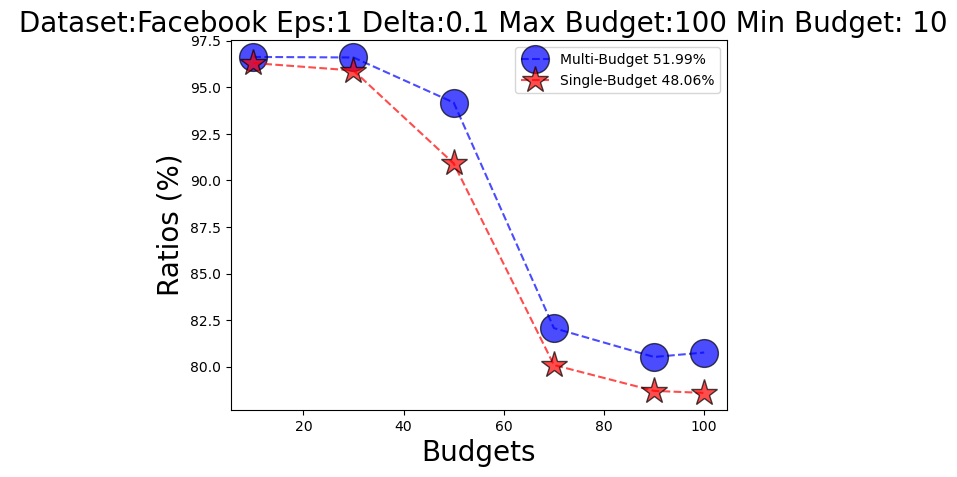 Dataset:Facebook Eps:1 Delta:0.1 Max Budget:100 Min Budget: 10
97.5
95.0
92.5
90.0
87.5
85.0
82.5
80.0
Ratios (%)
Multi-Budget 51.99%
Single-Budget 48.06%
20 40 60 80 100
Budgets